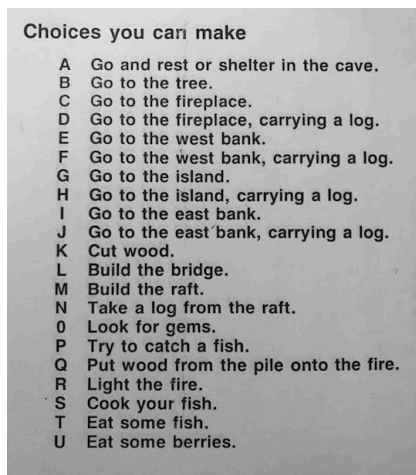 Choices you can make
A Go and rest or shelter in the cave.
B Go to the tree.
C Go to the fireplace.
D Go to the fireplace, carrying a log.
E Go to the west bank.
F Go to the west bank, carrying a log.
G Go to the island.
H Go to the island, carrying a log.
I Go to the east bank.
J Go to the east bank, carrying a log.
K Cut wood.
L Build the bridge.
M Build the raft.
N Take a log from the raft.
0 Look for gems.
P Try to catch a fish.
Q Put wood from the pile onto the fire.
R Light the fire.
S Cook your fish.
T Eat some fish.
U Eat some berries.